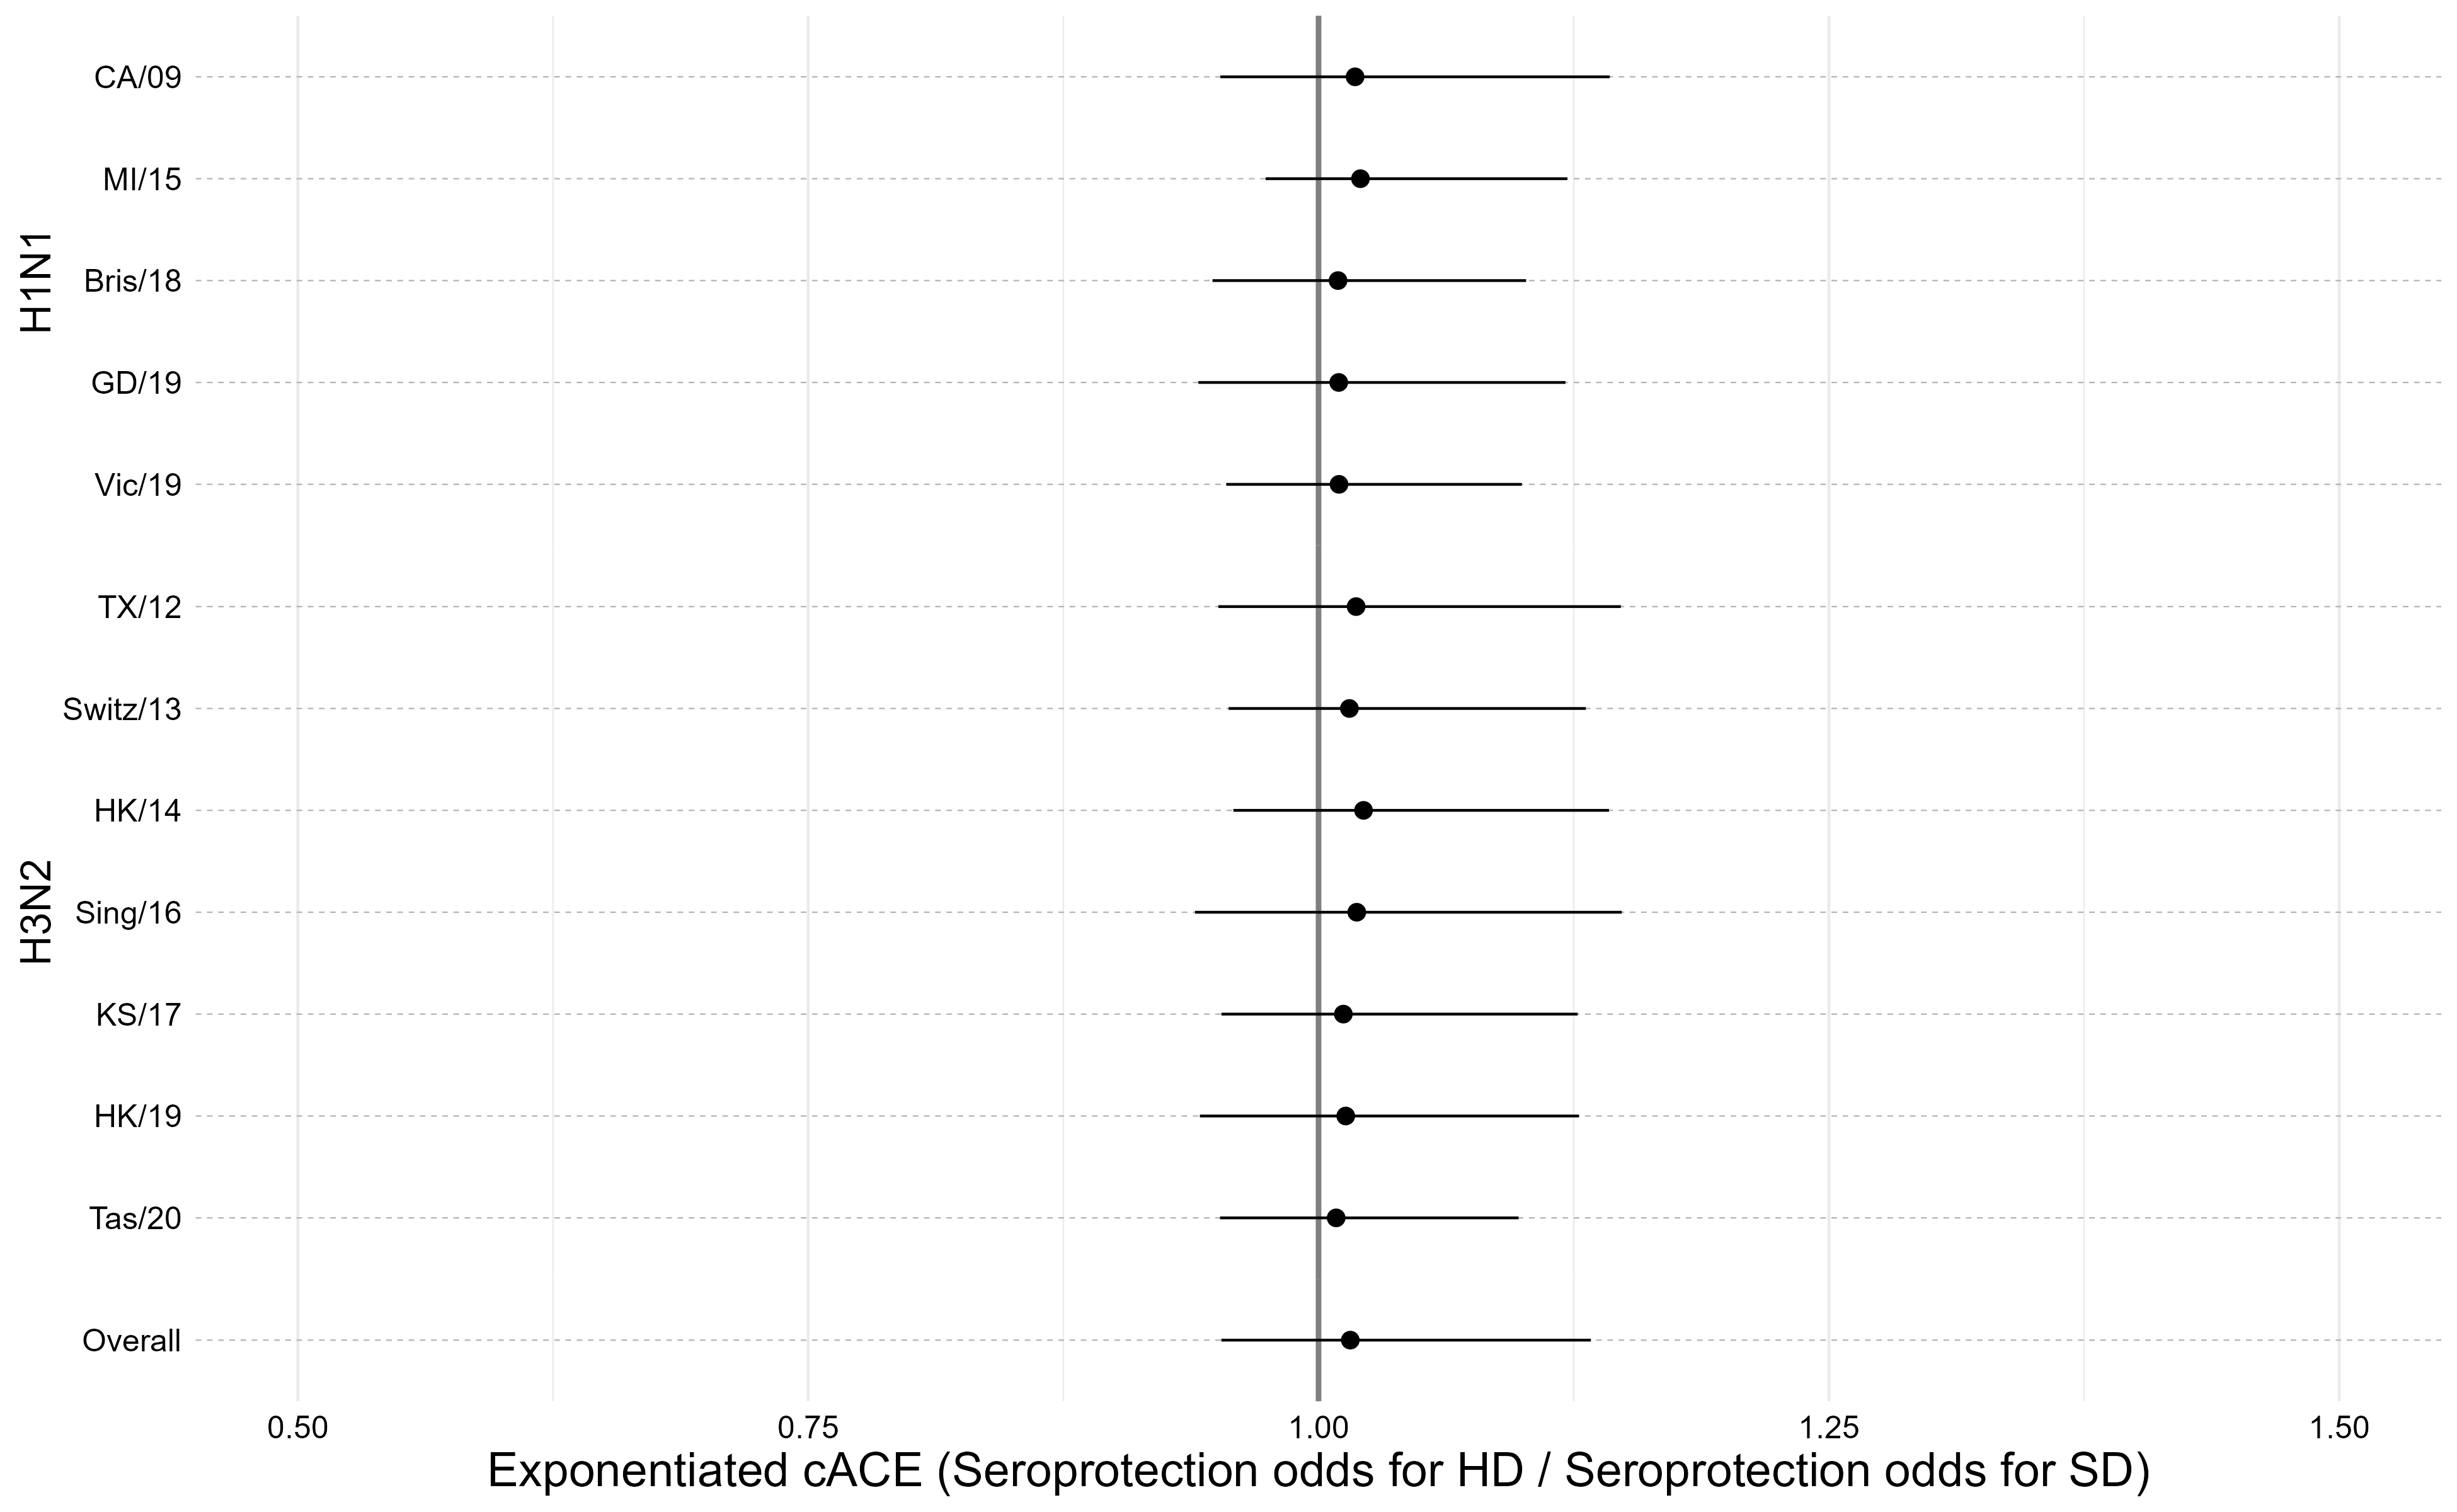 H1N1
CA/09
MI/15
Bris/18
GD/19
Vic/19
H3N2
TX/12
Switz/13
HK/14
Sing/16
KS/17
HK/19
Tas/20
Overall
0.50 0.75 1.00 1.25 1.50
Exponentiated cACE (Seroprotection odds for HD / Seroprotection odds for SD)